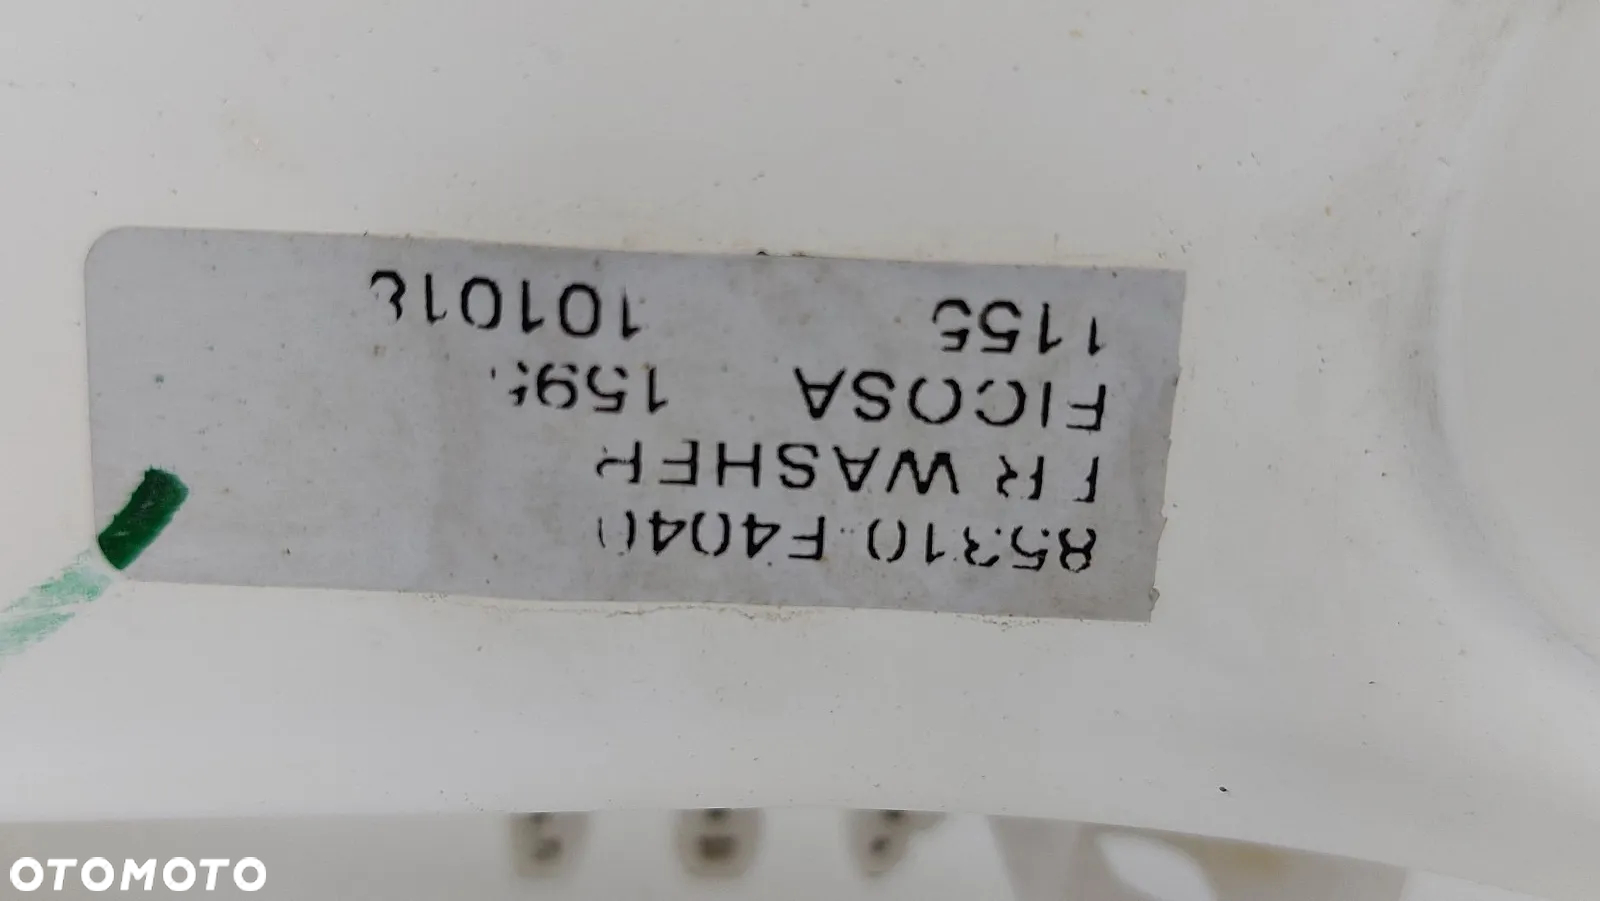 85310-F4040
FR WASHER
FICOSA 159
1155 101018
OTOMOTO